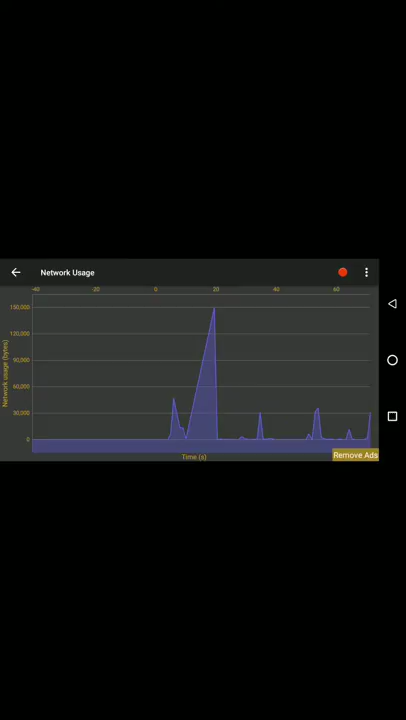 Network Usage
-40 -20 0 20 40 60
150,000
120,000
90,000
60,000
30,000
0
Network usage (bytes)
Time (s)
Remove Ads